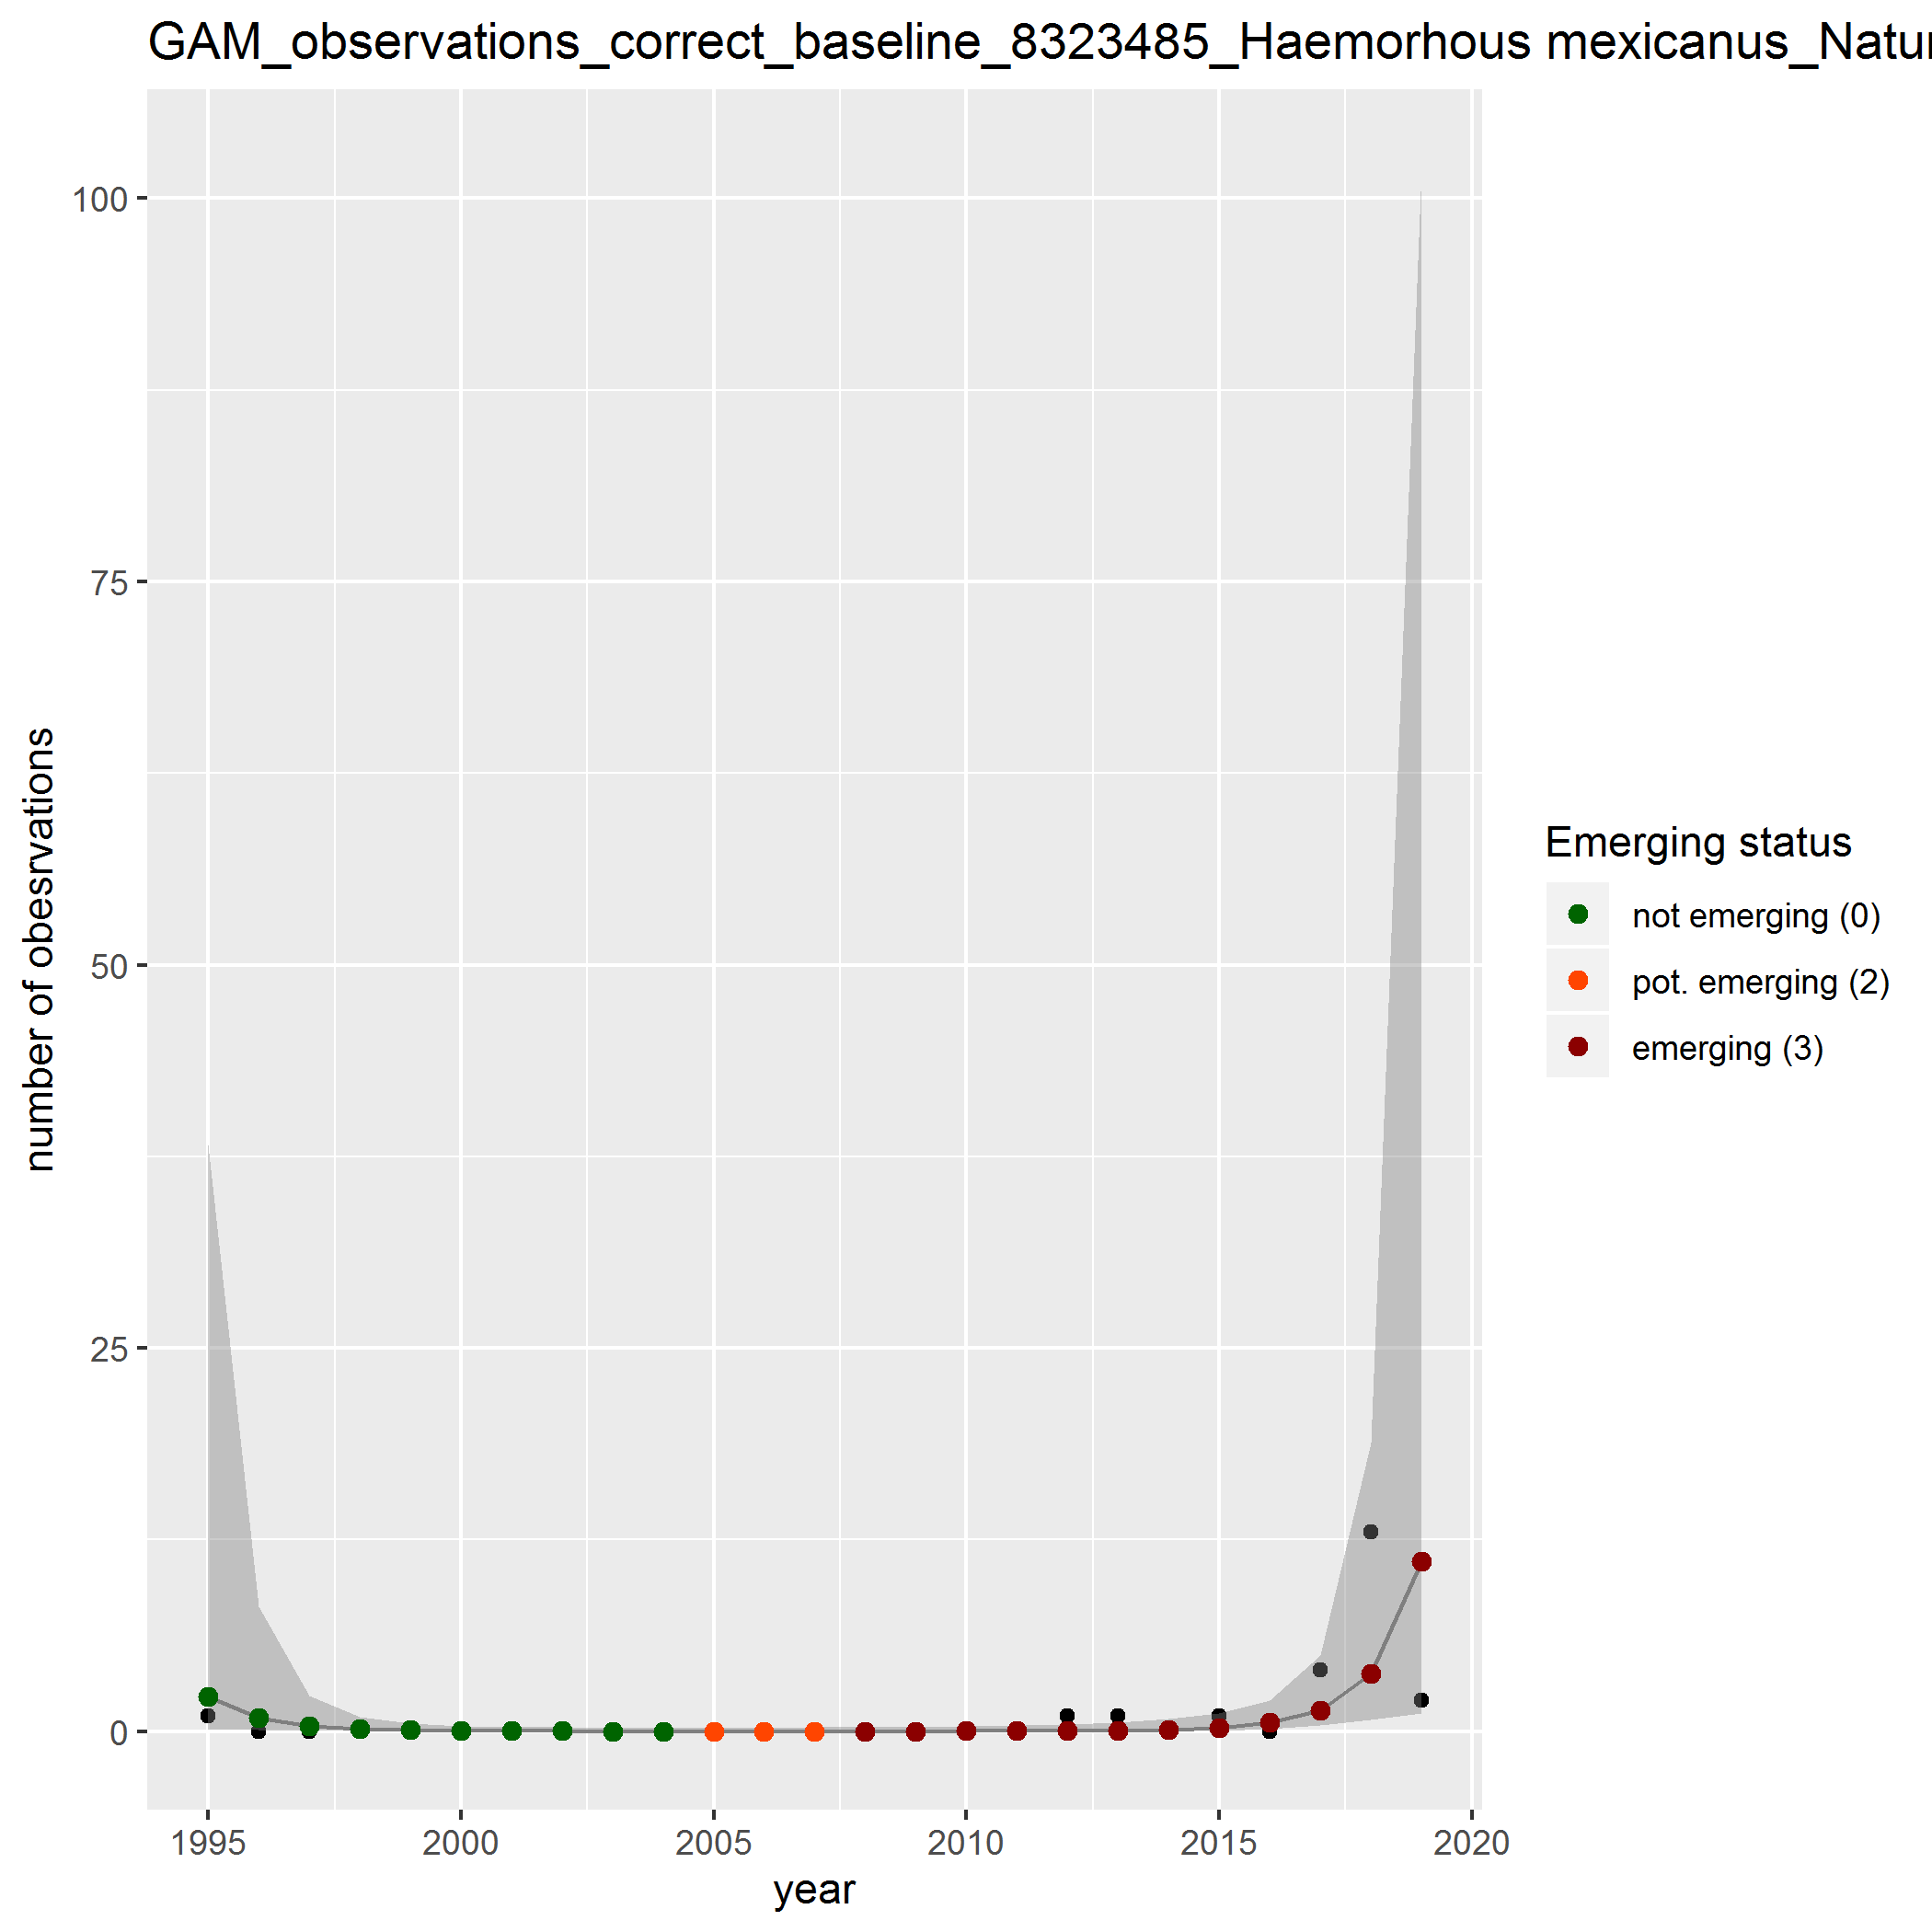 GAM_observations_correct_baseline_8323485_Haemorhous mexicanus_Natur
number of obesrvations
100
75
50
25
0
1995 2000 2005 2010 2015 2020
year
Emerging status
not emerging (0)
pot. emerging (2)
emerging (3)